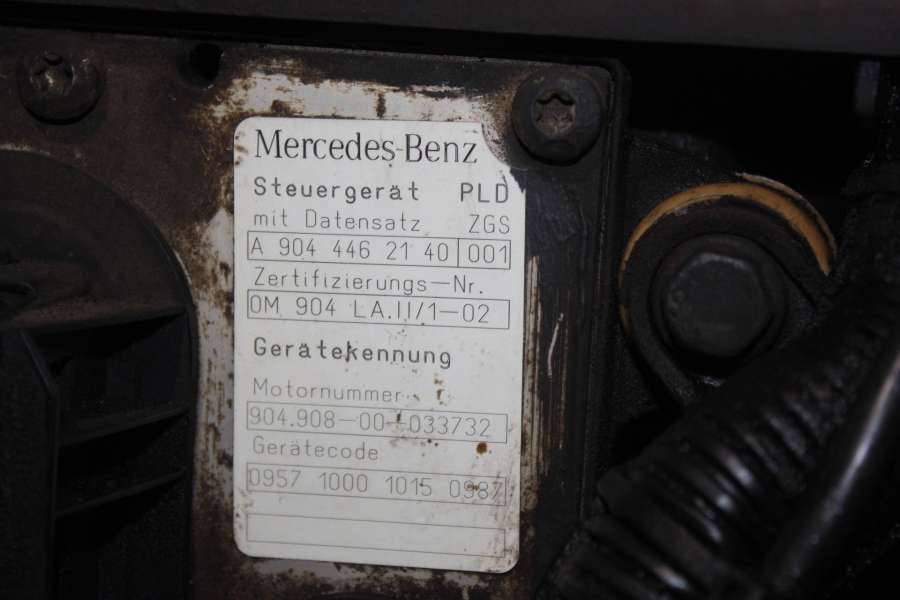 Mercedes-Benz
Steuergerät PLD
mit Datensatz ZGS
A 904 446 21 40 001
Zertifizierungs-Nr.
OM 904 LA.II/1-02
Gerätekennung
Motornummer
904.908-00-033732
Gerätecode
0957 1000 1015 0987